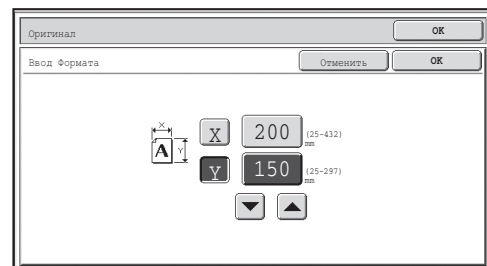 Оригинал OK
Ввод Формата Отменить OK
X
A Y
X 200 (25-432)
mm
Y 150 (25-297)
mm